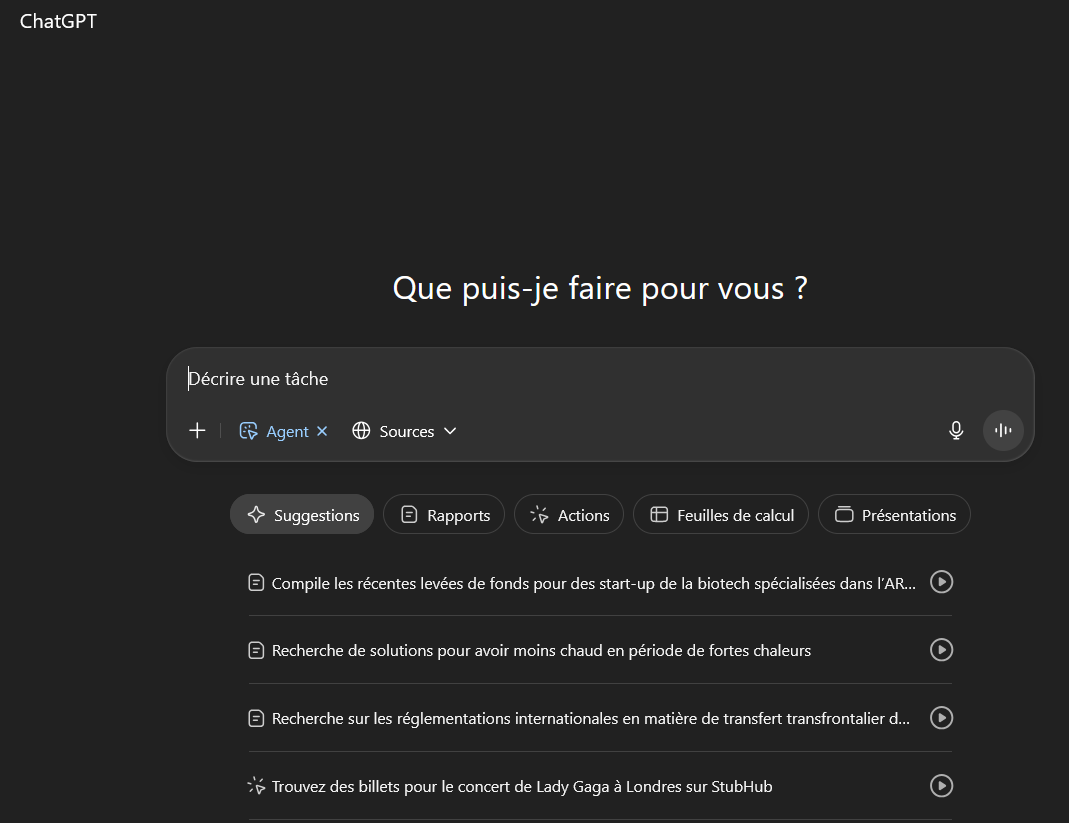 ChatGPT
Que puis-je faire pour vous ?
Décrire une tâche
Agent
Sources
Suggestions
Rapports
Actions
Feuilles de calcul
Présentations
Compile les récentes levées de fonds pour des start-up de la biotech spécialisées dans l’AR...
Recherche de solutions pour avoir moins chaud en période de fortes chaleurs
Recherche sur les réglementations internationales en matière de transfert transfrontalier d...
Trouvez des billets pour le concert de Lady Gaga à Londres sur StubHub